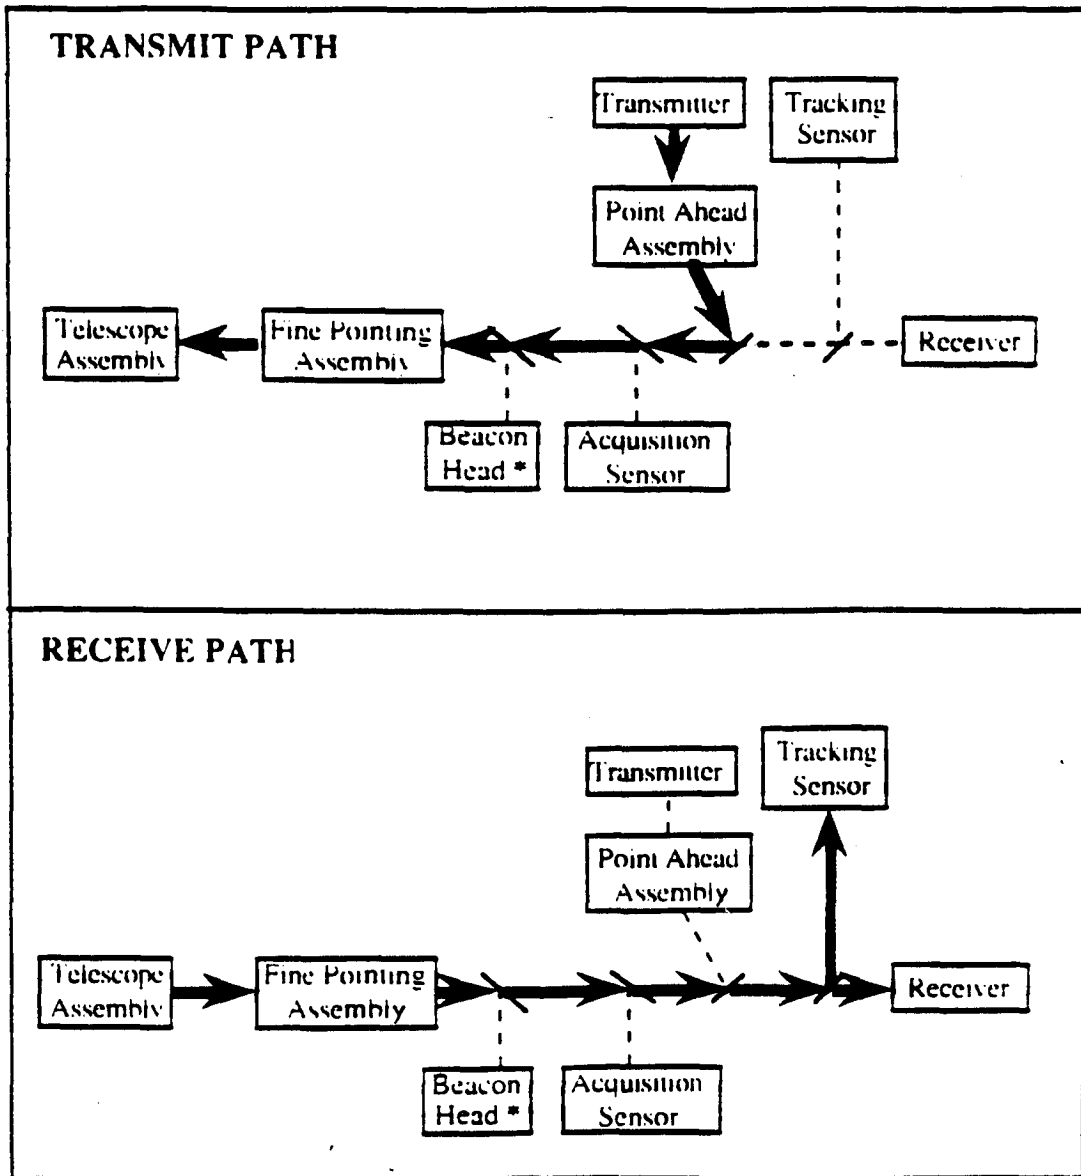 TRANSMIT PATH
Transmitter
Tracking
Sensor
Point Ahead
Assembly
Telescope
Assembly
Fine Pointing
Assembly
Receiver
Beacon
Head *
Acquisition
Sensor
RECEIVE PATH
Transmitter
Tracking
Sensor
Point Ahead
Assembly
Telescope
Assembly
Fine Pointing
Assembly
Receiver
Beacon
Head *
Acquisition
Sensor